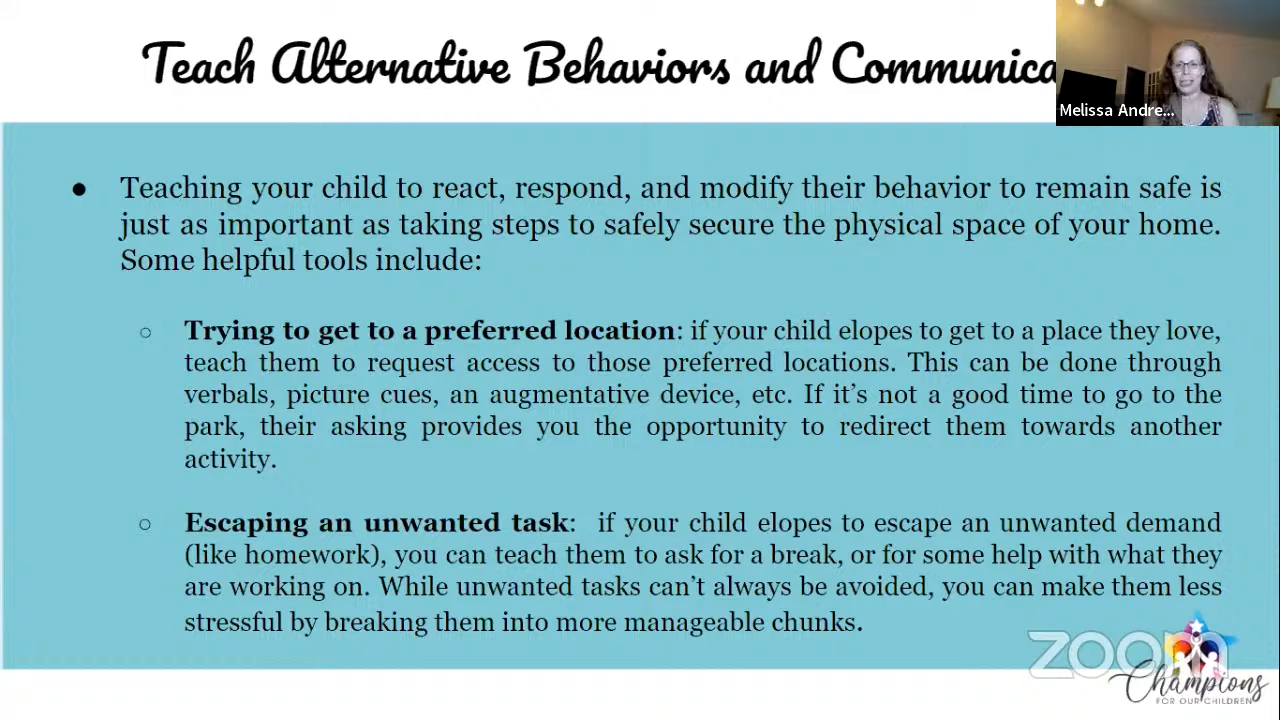 Teach Alternative Behaviors and Communica
Melissa Andre...
● Teaching your child to react, respond, and modify their behavior to remain safe is
just as important as taking steps to safely secure the physical space of your home.
Some helpful tools include:
○ Trying to get to a preferred location: if your child elopes to get to a place they love,
teach them to request access to those preferred locations. This can be done through
verbals, picture cues, an augmentative device, etc. If it’s not a good time to go to the
park, their asking provides you the opportunity to redirect them towards another
activity.
○ Escaping an unwanted task: if your child elopes to escape an unwanted demand
(like homework), you can teach them to ask for a break, or for some help with what they
are working on. While unwanted tasks can’t always be avoided, you can make them less
stressful by breaking them into more manageable chunks.
zoom
Champions
FOR OUR CHILDREN